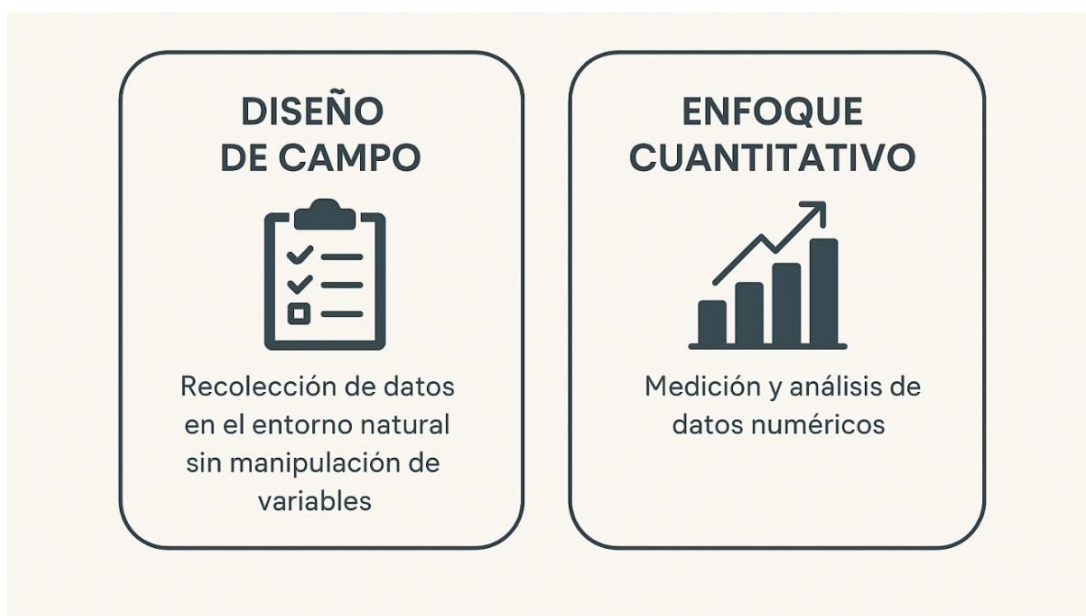 DISEÑO
DE CAMPO
Recolección de datos
en el entorno natural
sin manipulación de
variables
ENFOQUE
CUANTITATIVO
Medición y análisis de
datos numéricos